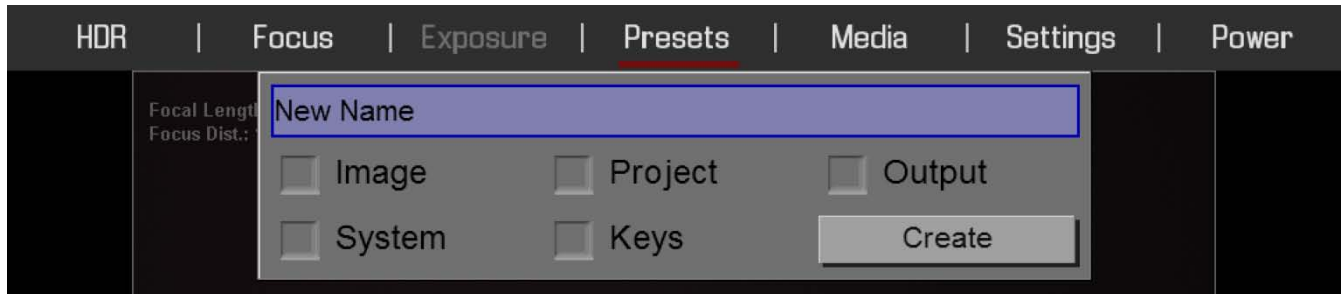 HDR | Focus | Exposure | Presets | Media | Settings | Power
Focal Lengt
Focus Dist.:
New Name
Image Project Output
System Keys Create